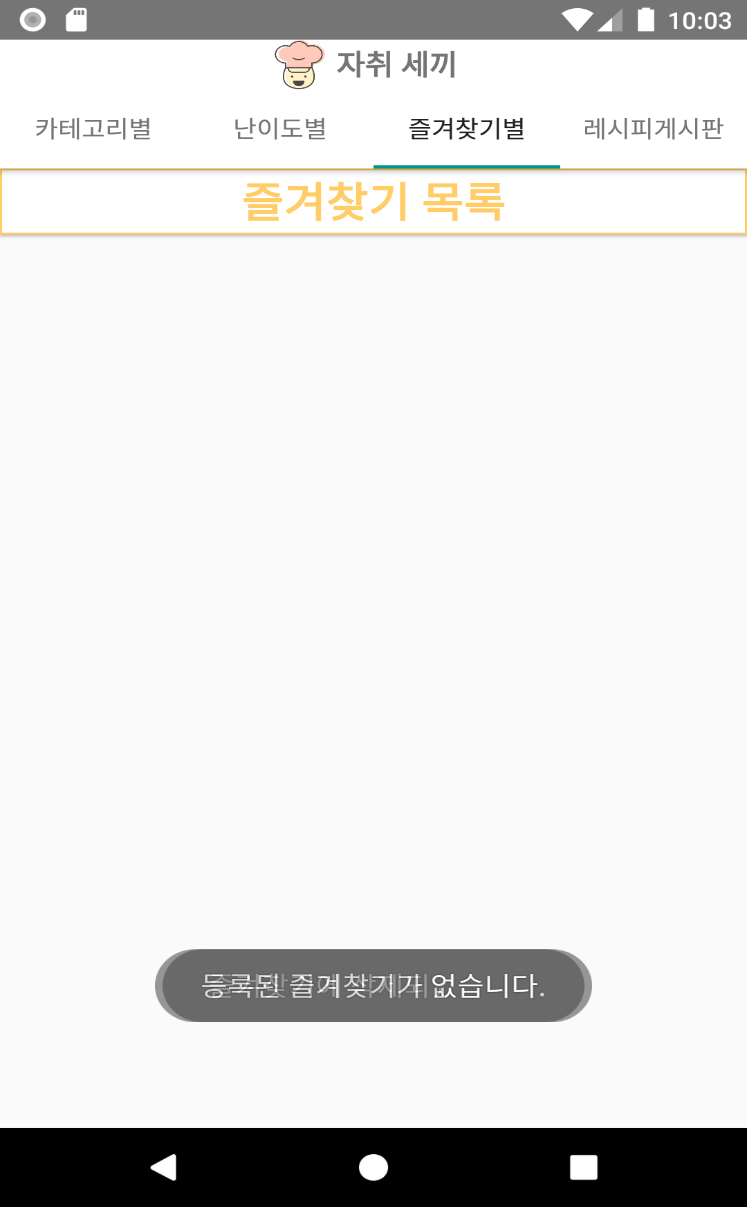 10:03
자취 세끼
카테고리별 난이도별 즐겨찾기별 레시피게시판
즐겨찾기 목록
등록된 즐겨찾기가 없습니다.